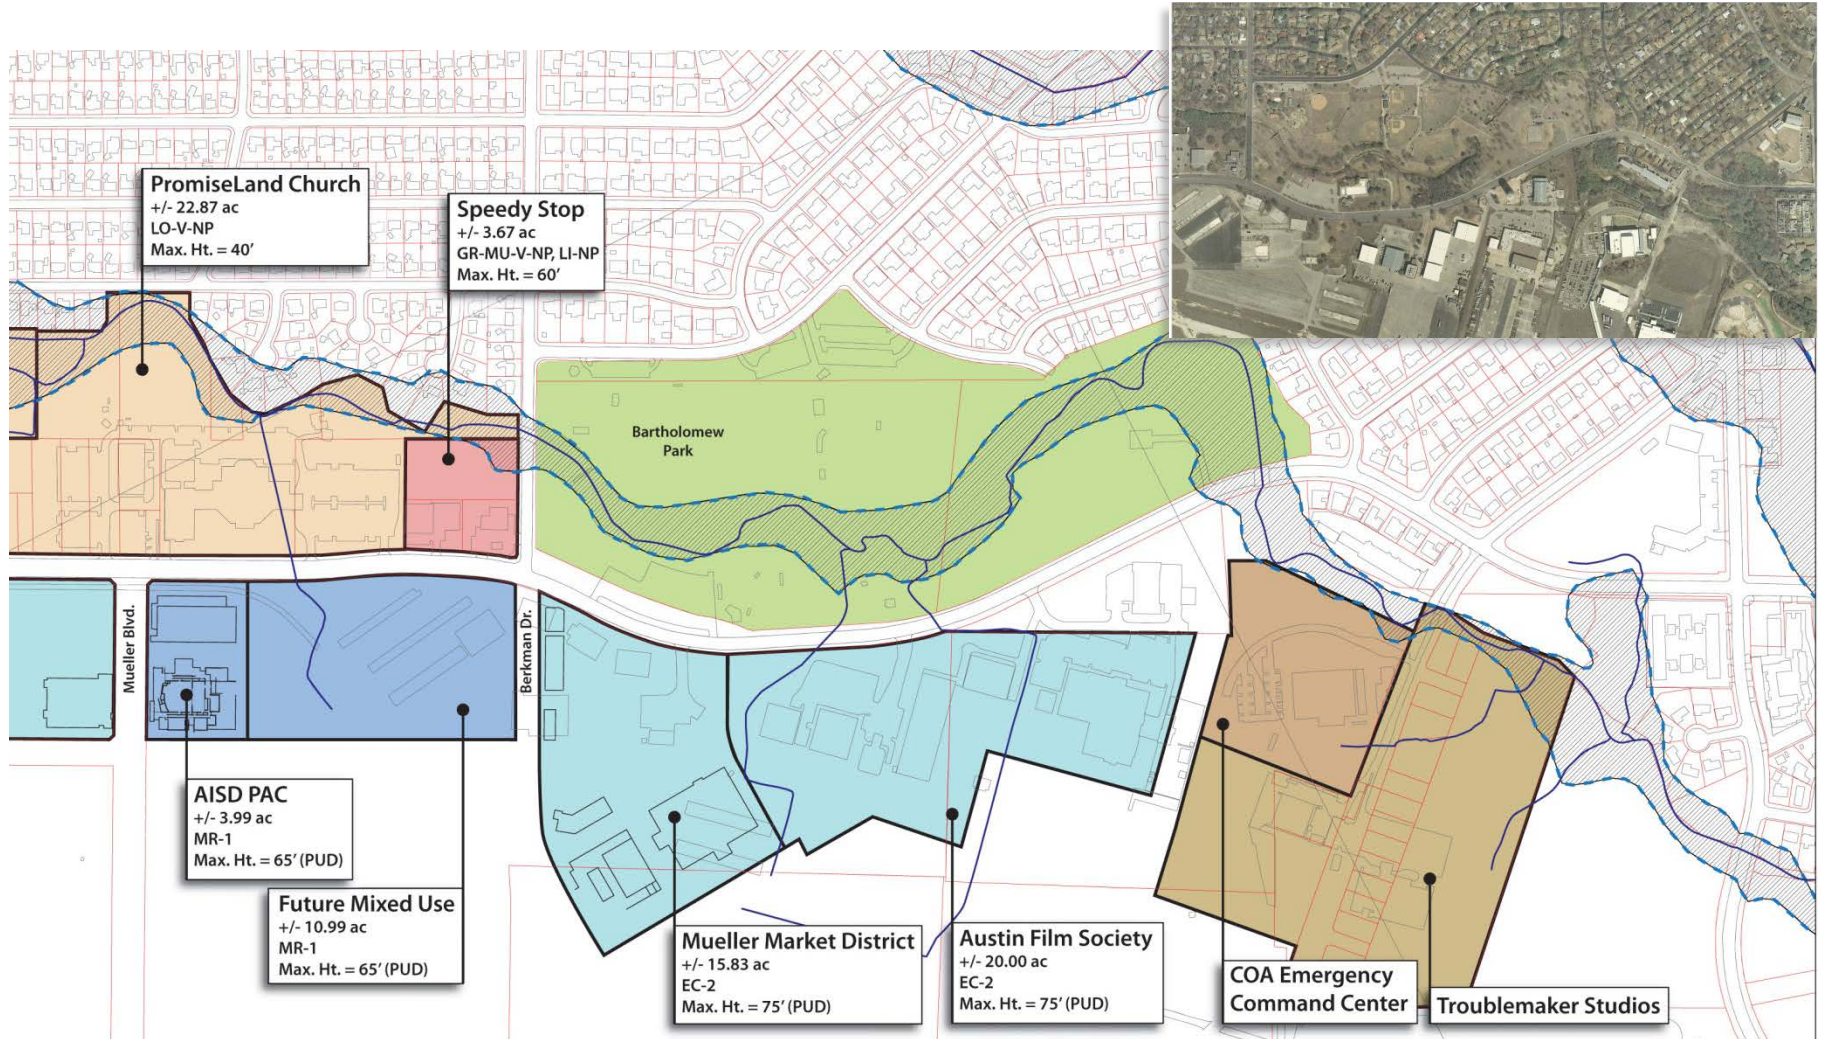 PromiseLand Church
+/- 22.87 ac
LO-V-NP
Max. Ht. = 40'
Speedy Stop
+/- 3.67 ac
GR-MU-V-NP, LI-NP
Max. Ht. = 60'
Bartholomew
Park
Mueller Blvd.
Berkman Dr.
AISD PAC
+/- 3.99 ac
MR-1
Max. Ht. = 65' (PUD)
Future Mixed Use
+/- 10.99 ac
MR-1
Max. Ht. = 65' (PUD)
Mueller Market District
+/- 15.83 ac
EC-2
Max. Ht. = 75' (PUD)
Austin Film Society
+/- 20.00 ac
EC-2
Max. Ht. = 75' (PUD)
COA Emergency
Command Center
Troublemaker Studios